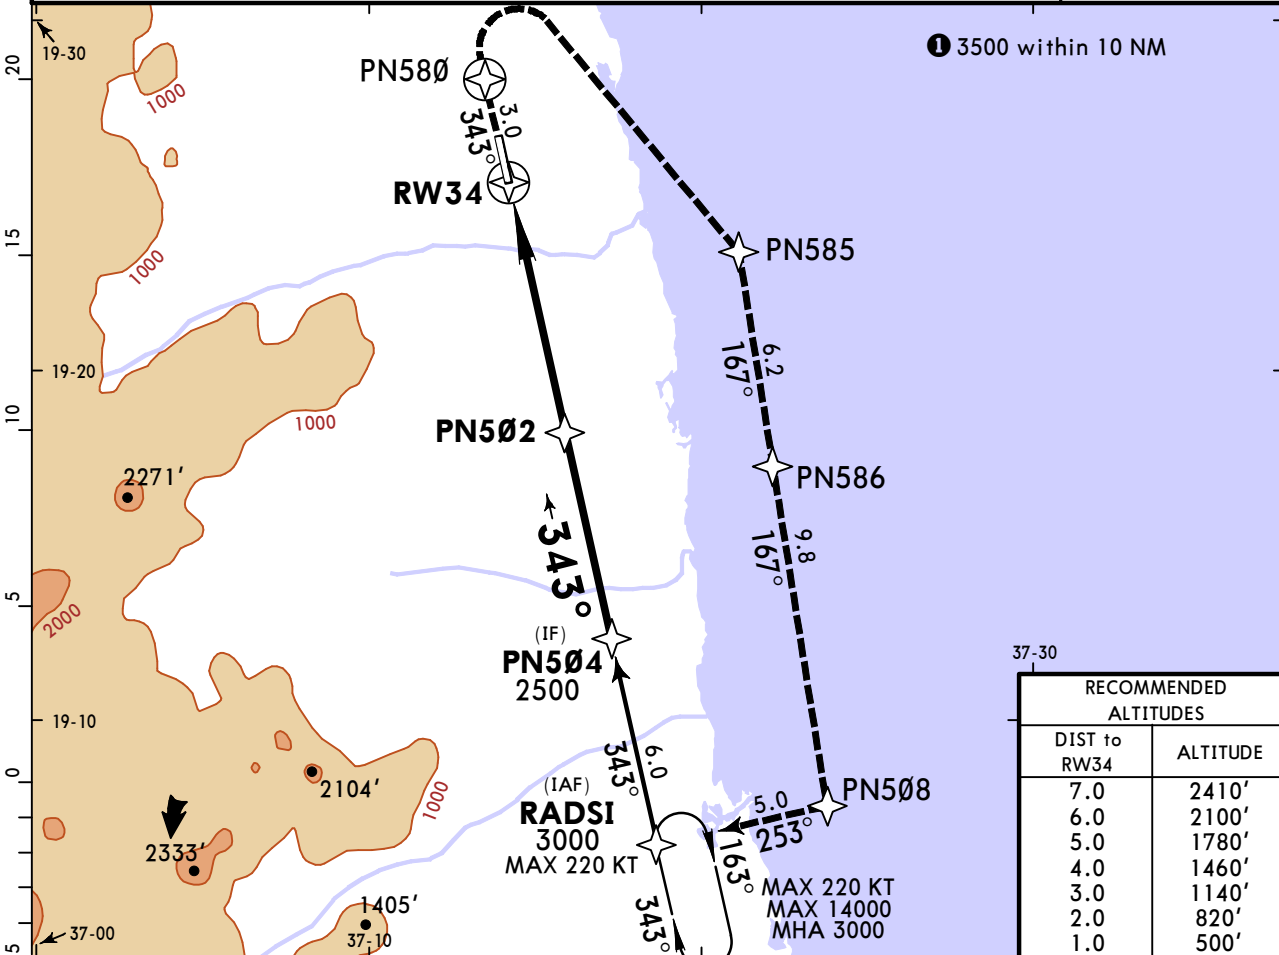 19-30
20
1000
PN58Ø
3.0
343°
RW34
❶ 3500 within 10 NM
1000
15
PN585
19-20
6.2
167°
10
1000
PN5Ø2
2271'
PN586
343°
9.8
167°
5
2000
(IF)
PN5Ø4
2500
37-30
19-10
6.0
343°
0
2104'
1000
(IAF)
RADSI
3000
MAX 220 KT
PN5Ø8
5.0
253°
2333'
163°
MAX 220 KT
MAX 14000
MHA 3000
343°
1405'
37-10
37-00
5
RECOMMENDED
ALTITUDES
DIST to
RW34
ALTITUDE
7.0 2410'
6.0 2100'
5.0 1780'
4.0 1460'
3.0 1140'
2.0 820'
1.0 500'